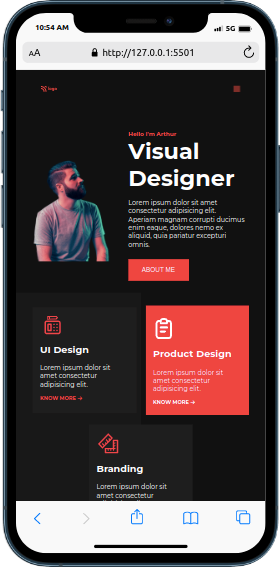 10:54 AM
5G
AA
http://127.0.0.1:5501
logo
Hello I'm Arthur
Visual
Designer
Lorem ipsum dolor sit amet
consectetur adipisicing elit.
Aperiam magnam corrupti ducimus
enim eaque, dolores nemo ex
aliquid, quia pariatur excepturi
omnis.
ABOUT ME
UI Design
Lorem ipsum dolor sit
amet consectetur
adipisicing elit.
KNOW MORE →
Product Design
Lorem ipsum dolor sit
amet consectetur
adipisicing elit.
KNOW MORE →
Branding
Lorem ipsum dolor sit
amet consectetur